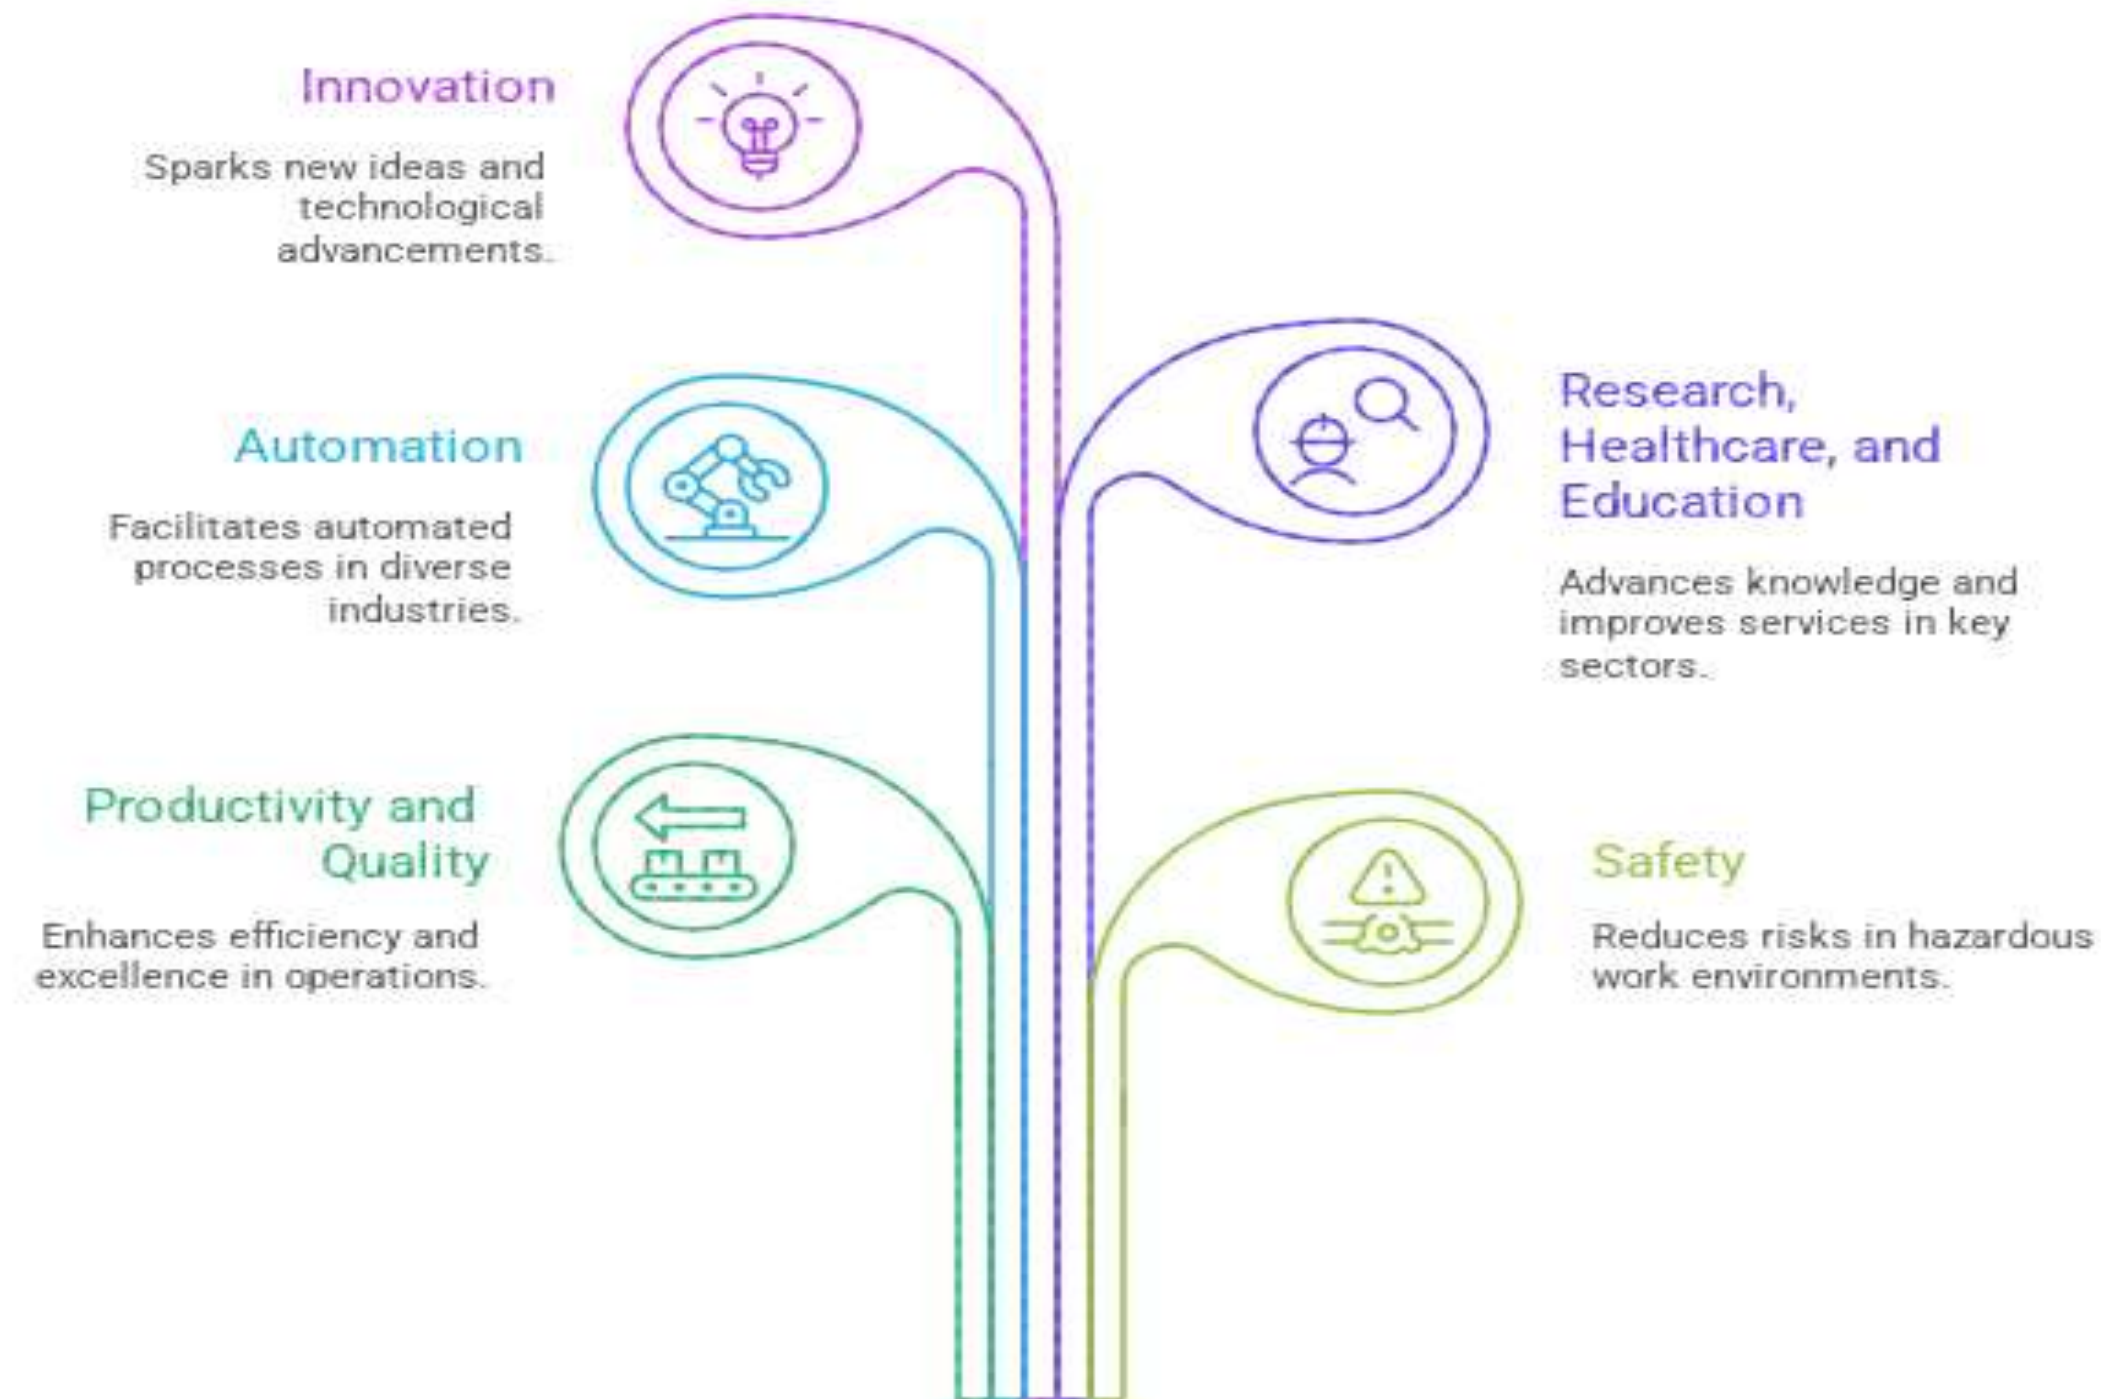 Innovation
Sparks new ideas and
technological
advancements.
Automation
Facilitates automated
processes in diverse
industries.
Research,
Healthcare, and
Education
Advances knowledge and
improves services in key
sectors.
Productivity and
Quality
Enhances efficiency and
excellence in operations.
Safety
Reduces risks in hazardous
work environments.